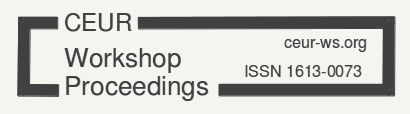 CEUR
Workshop
Proceedings
ceur-ws.org
ISSN 1613-0073